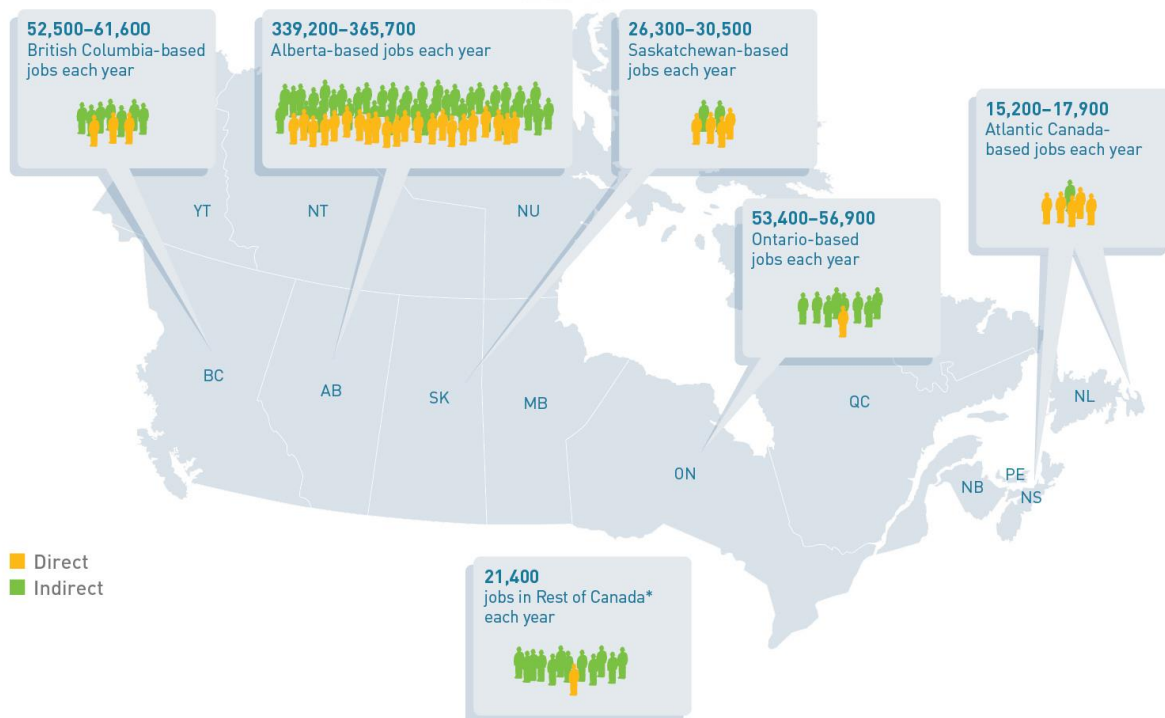 52,500–61,600
British Columbia-based
jobs each year
339,200–365,700
Alberta-based jobs each year
26,300–30,500
Saskatchewan-based
jobs each year
15,200–17,900
Atlantic Canada-
based jobs each year
53,400–56,900
Ontario-based
jobs each year
YT
NT
NU
BC
AB
SK
MB
ON
QC
NL
PE
NB
NS
Direct
Indirect
21,400
jobs in Rest of Canada*
each year